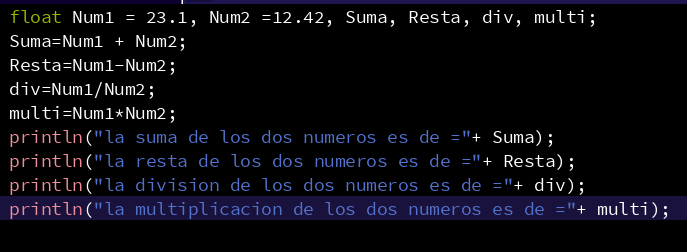 float Num1 = 23.1, Num2 =12.42, Suma, Resta, div, multi;
Suma=Num1 + Num2;
Resta=Num1-Num2;
div=Num1/Num2;
multi=Num1*Num2;
println("la suma de los dos numeros es de ="+ Suma);
println("la resta de los dos numeros es de ="+ Resta);
println("la division de los dos numeros es de ="+ div);
println("la multiplicacion de los dos numeros es de ="+ multi);